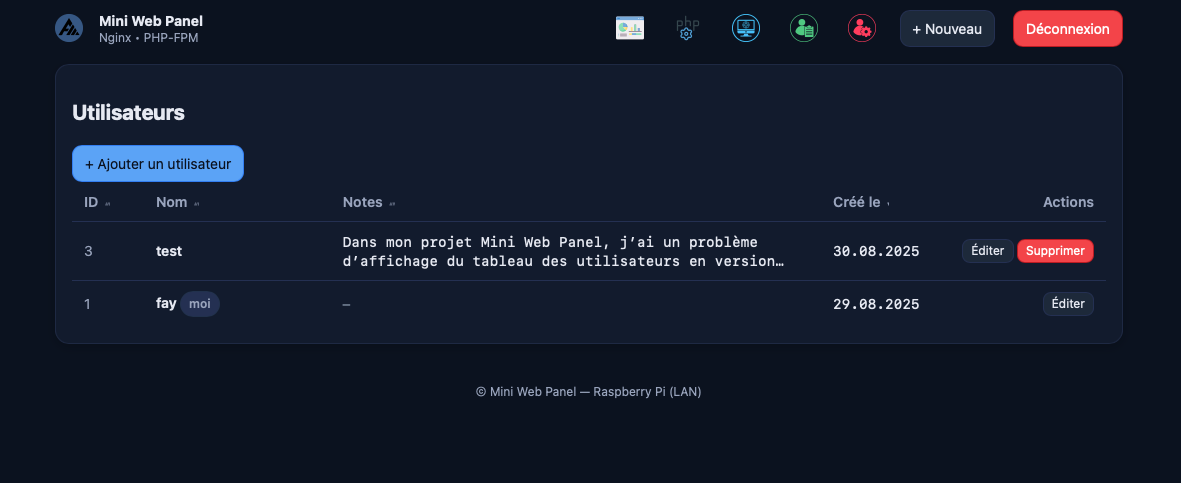 Mini Web Panel
Nginx • PHP-FPM
php
+ Nouveau
Déconnexion
Utilisateurs
+ Ajouter un utilisateur
ID Nom Notes Créé le Actions
3 test Dans mon projet Mini Web Panel, j’ai un problème
d’affichage du tableau des utilisateurs en version… 30.08.2025 Éditer Supprimer
1 fay moi – 29.08.2025 Éditer
© Mini Web Panel — Raspberry Pi (LAN)